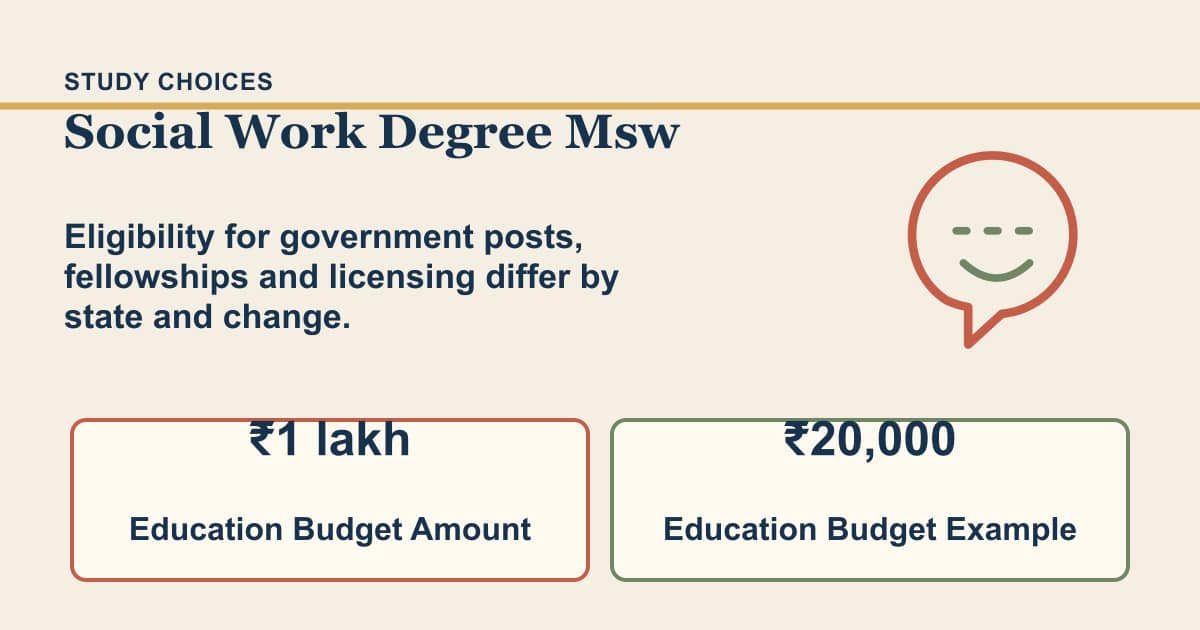 STUDY CHOICES
Social Work Degree Msw
Eligibility for government posts,
fellowships and licensing differ by
state and change.
₹1 lakh
Education Budget Amount
₹20,000
Education Budget Example